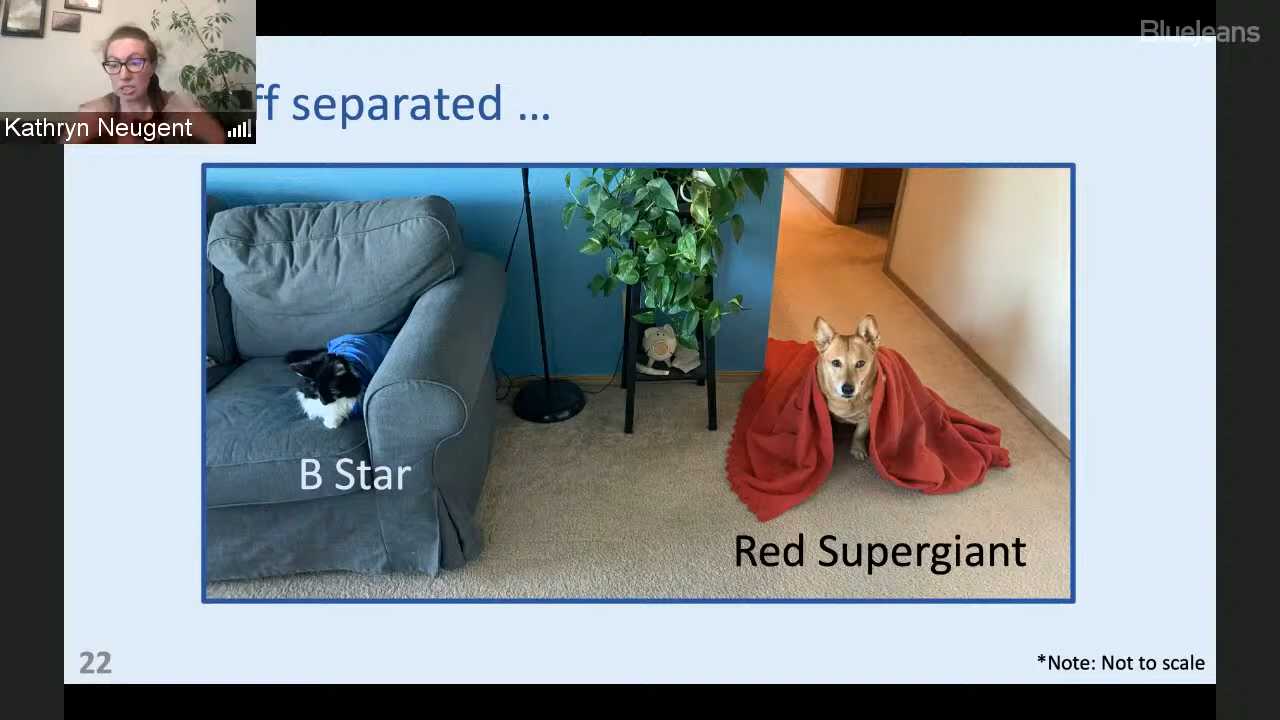 BlueJeans
ff separated ...
Kathryn Neugent
B Star
Red Supergiant
22
*Note: Not to scale